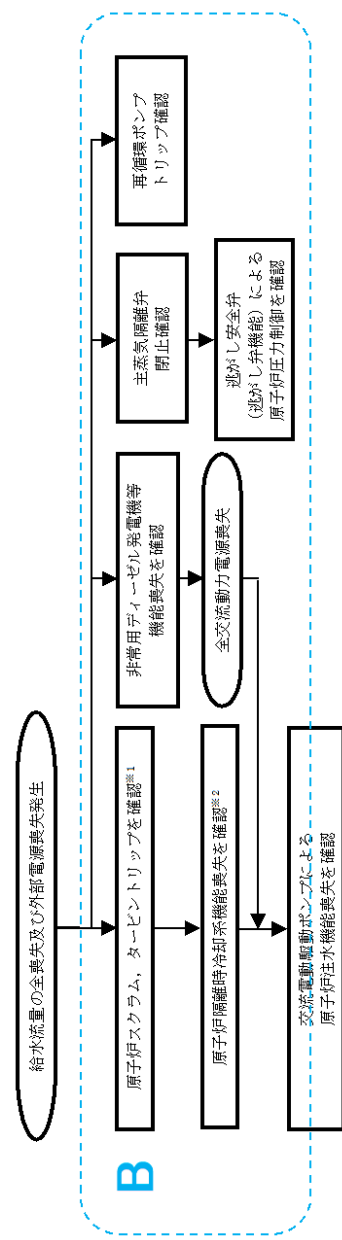 給水流量の全喪失及び外部電源喪失発生
B
原子炉スクラム，タービントリップを確認※1
非常用ディーゼル発電機等
機能喪失を確認
主蒸気隔離弁
閉止確認
再循環ポンプ
トリップ確認
原子炉隔離時冷却系機能喪失を確認※2
全交流動力電源喪失
逃がし安全弁
（逃がし弁機能）による
原子炉圧力制御を確認
交流電動駆動ポンプによる
原子炉注水機能喪失を確認